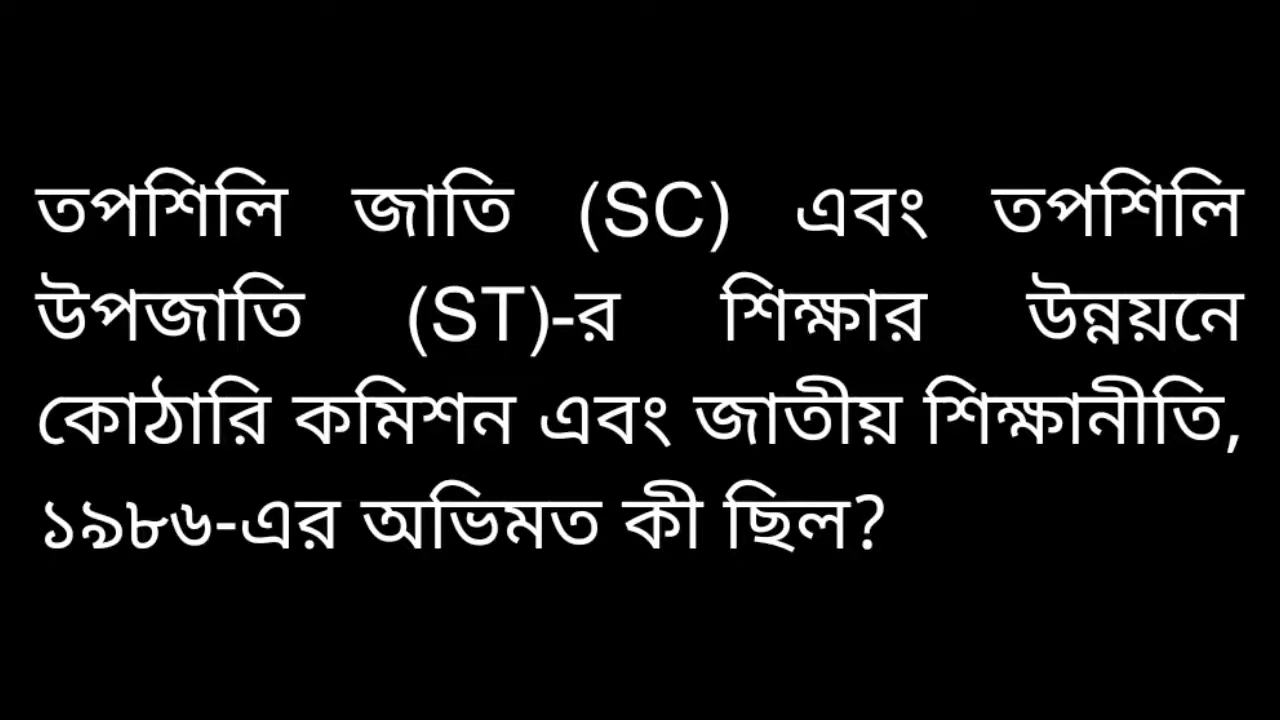 তপশিলি জাতি (SC) এবং তপশিলি
উপজাতি (ST)-র শিক্ষার উন্নয়নে
কোঠারি কমিশন এবং জাতীয় শিক্ষানীতি,
১৯৮৬-এর অভিমত কী ছিল?